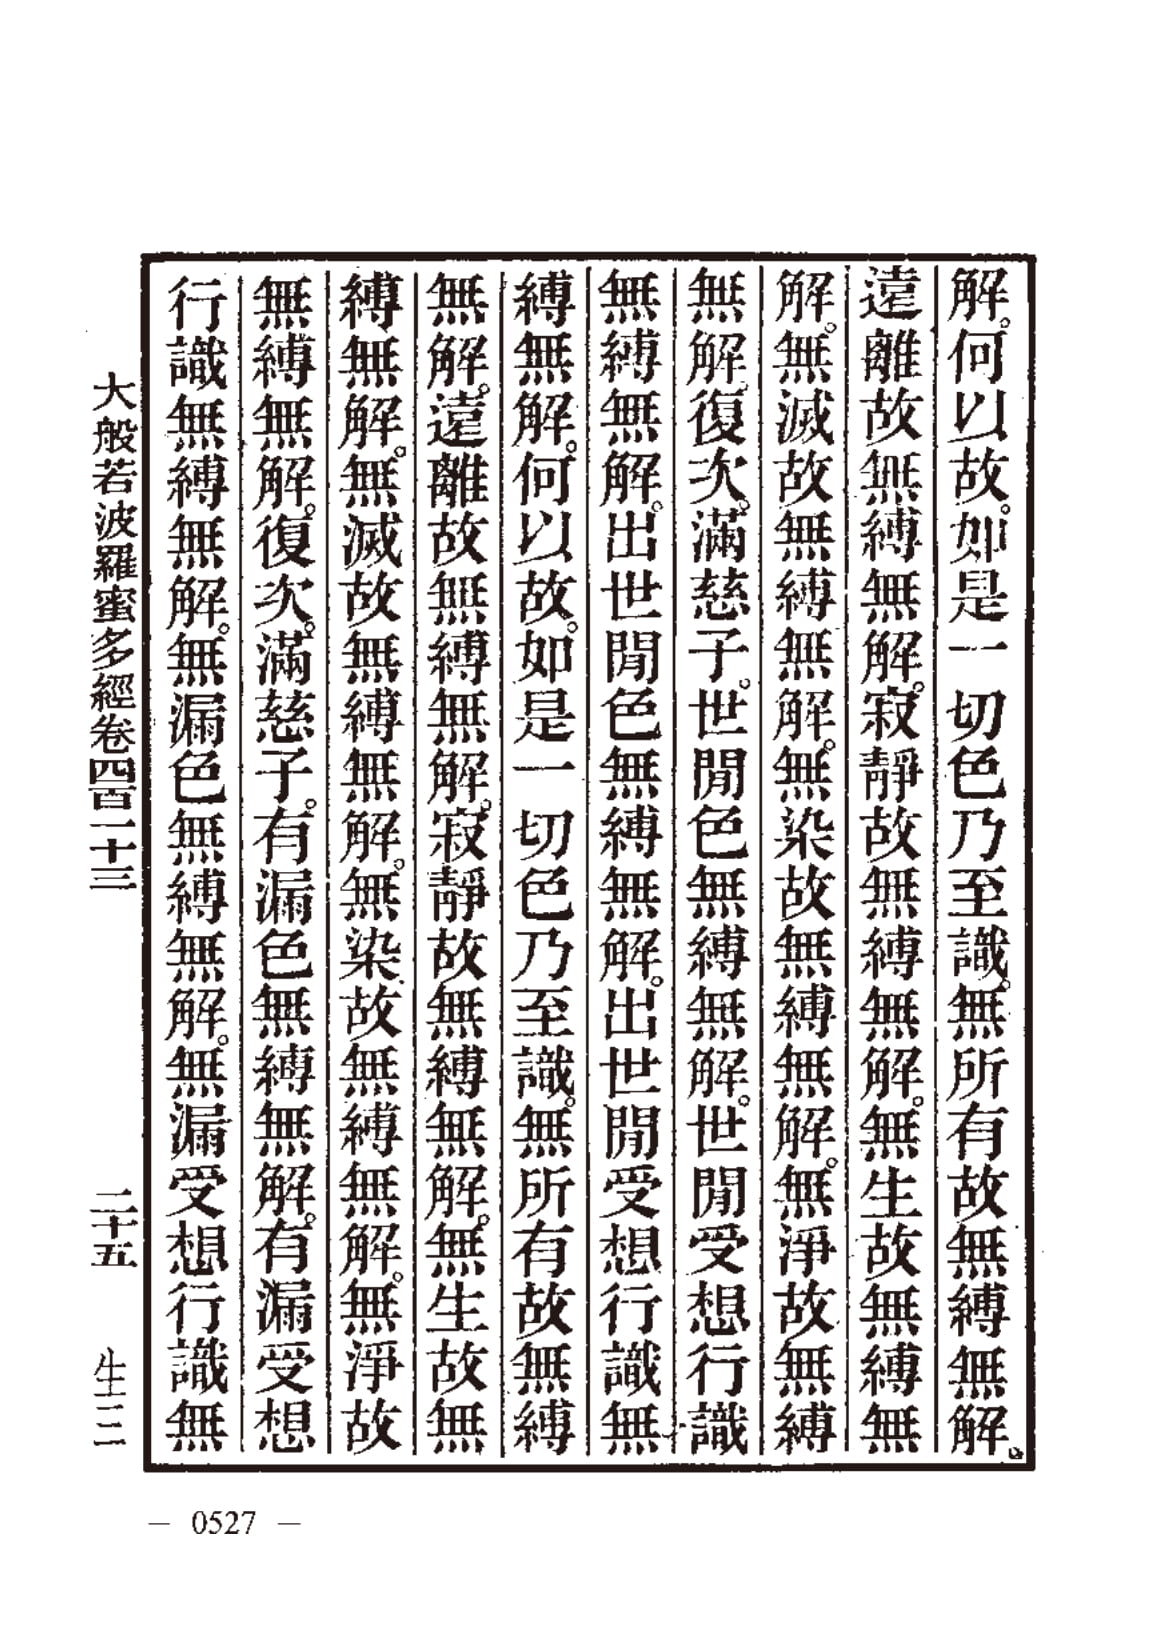 解。何以故。如是一切色乃至識。無所有故無縛無解。
遠離故無縛無解。寂靜故無縛無解。無生故無縛無
解。無滅故無縛無解。無染故無縛無解。無淨故無縛
無解。復次。滿慈子。世閒色無縛無解。世閒受想行識
無縛無解。出世閒色無縛無解。出世閒受想行識無
縛無解。何以故。如是一切色乃至識。無所有故無縛
無解。遠離故無縛無解。寂靜故無縛無解。無生故無
縛無解。無滅故無縛無解。無染故無縛無解。無淨故
無縛無解。復次。滿慈子。有漏色無縛無解。有漏受想
行識無縛無解。無漏色無縛無解。無漏受想行識無
大般若波羅蜜多經卷四百一十三 二十五 生三
— 0527 —